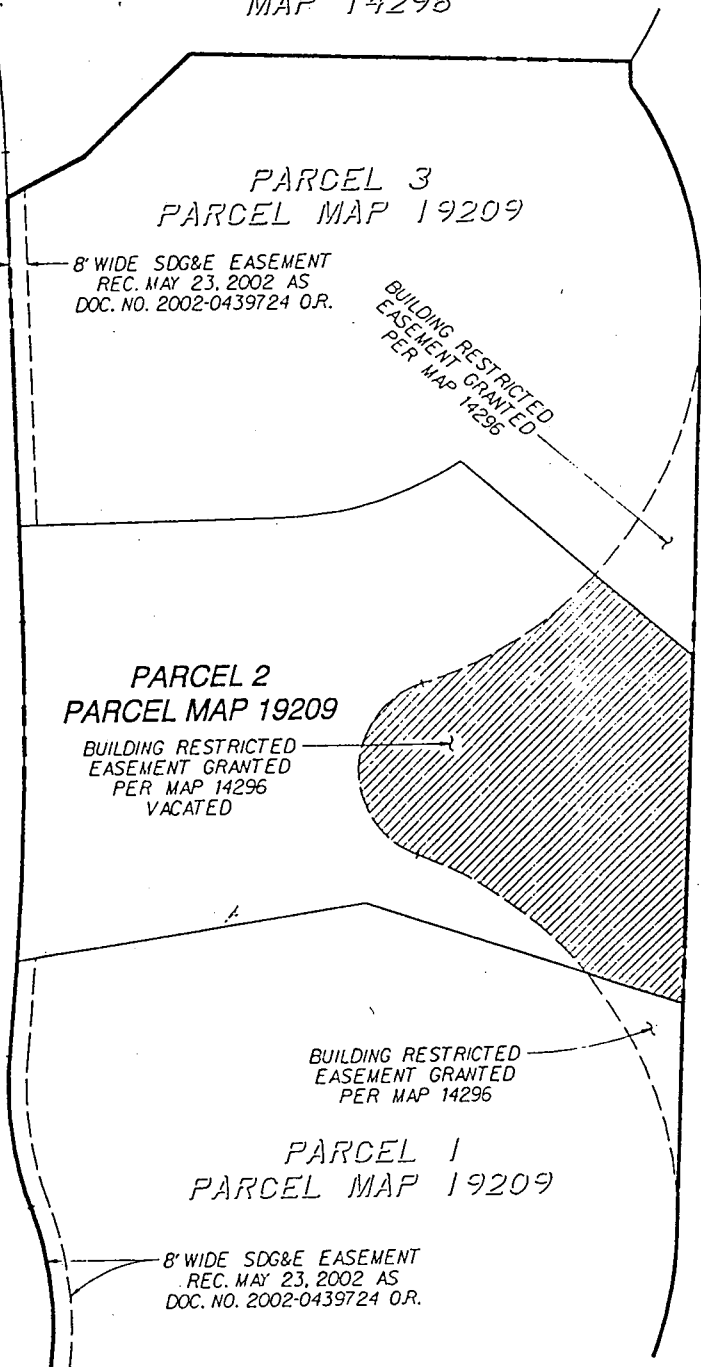 MAP 14296
PARCEL 3
PARCEL MAP 19209
8' WIDE SDG&E EASEMENT
REC. MAY 23, 2002 AS
DOC. NO. 2002-0439724 O.R.
BUILDING RESTRICTED
EASEMENT GRANTED
PER MAP 14296
PARCEL 2
PARCEL MAP 19209
BUILDING RESTRICTED
EASEMENT GRANTED
PER MAP 14296
VACATED
BUILDING RESTRICTED
EASEMENT GRANTED
PER MAP 14296
PARCEL 1
PARCEL MAP 19209
8' WIDE SDG&E EASEMENT
REC. MAY 23, 2002 AS
DOC. NO. 2002-0439724 O.R.